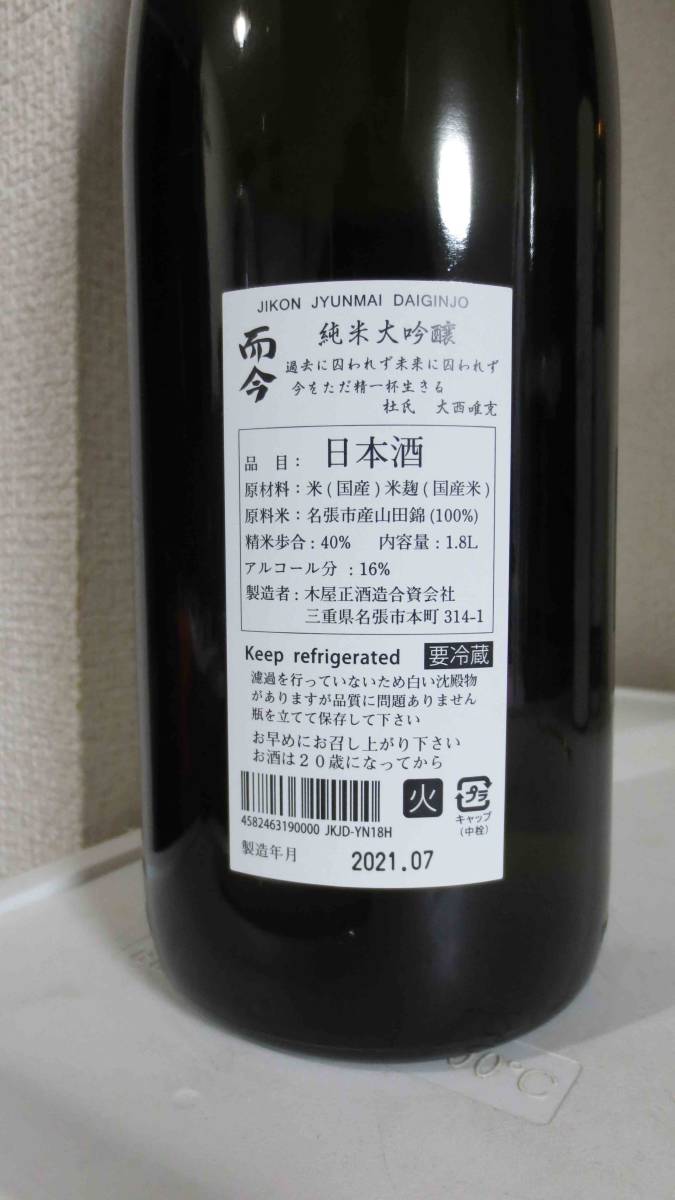 JIKON JYUNMAI DAIGINJO
而今 純米大吟醸
過去に囚われず未来に囚われず
今をただ精一杯生きる
杜氏 大西唯克
品 目: 日本酒
原材料:米(国産)米麹(国産米)
原料米:名張市産山田錦(100%)
精米歩合:40% 内容量:1.8L
アルコール分 :16%
製造者:木屋正酒造合資会社
三重県名張市本町 314-1
Keep refrigerated 要冷蔵
濾過を行っていないため白い沈殿物
がありますが品質に問題ありません
瓶を立てて保存して下さい
お早めにお召し上がり下さい
お酒は20歳になってから
火 プラ
キャップ
(中栓)
4582463190000 JKJD-YN18H
製造年月 2021.07
00℃